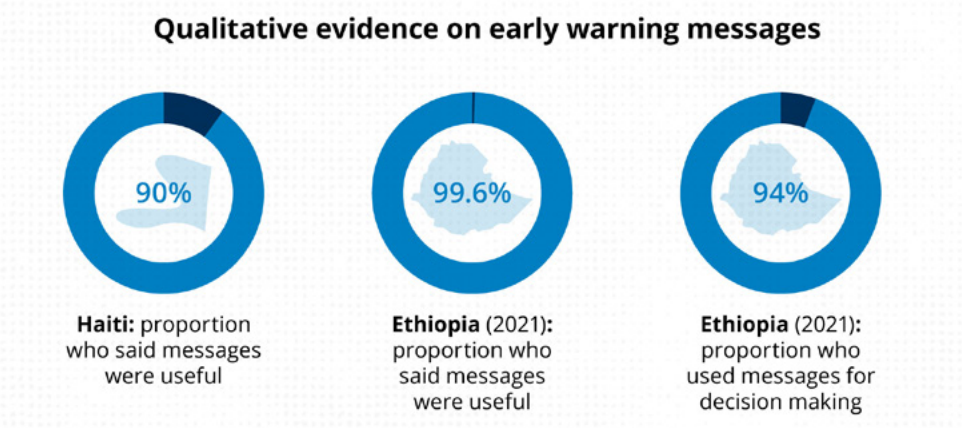 Qualitative evidence on early warning messages
90%
99.6%
94%
Haiti: proportion
who said messages
were useful
Ethiopia (2021):
proportion who
said messages
were useful
Ethiopia (2021):
proportion who
used messages for
decision making